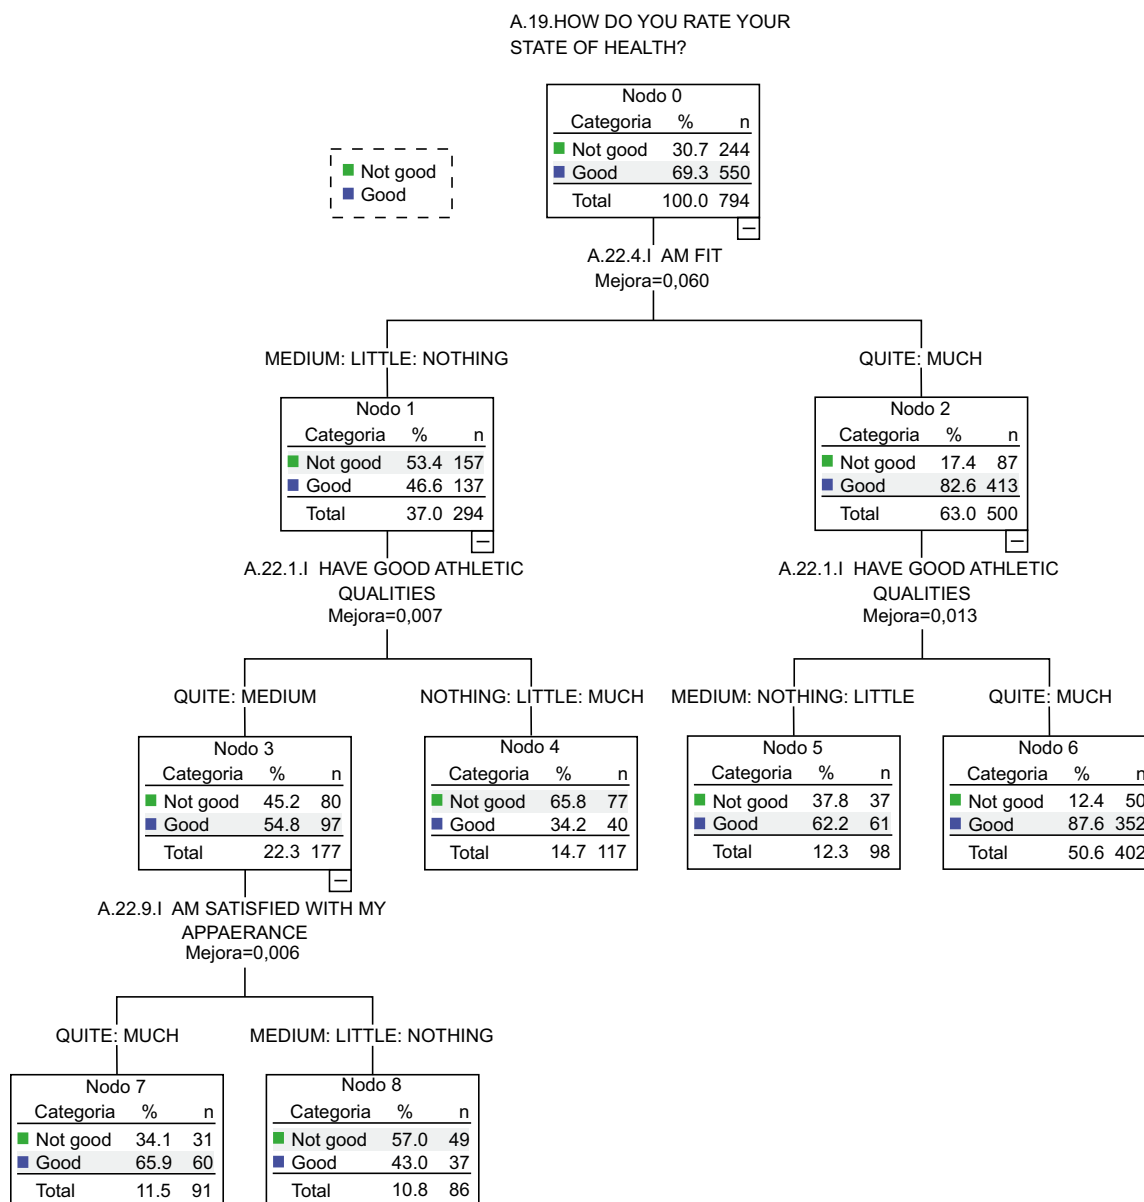 A.19.HOW DO YOU RATE YOUR
STATE OF HEALTH?
Not good
Good
Nodo 0
Categoria % n
Not good 30.7 244
Good 69.3 550
Total 100.0 794
A.22.4.I AM FIT
Mejora=0,060
MEDIUM: LITTLE: NOTHING
QUITE: MUCH
Nodo 1
Categoria % n
Not good 53.4 157
Good 46.6 137
Total 37.0 294
Nodo 2
Categoria % n
Not good 17.4 87
Good 82.6 413
Total 63.0 500
A.22.1.I HAVE GOOD ATHLETIC
QUALITIES
Mejora=0,007
A.22.1.I HAVE GOOD ATHLETIC
QUALITIES
Mejora=0,013
QUITE: MEDIUM
NOTHING: LITTLE: MUCH
MEDIUM: NOTHING: LITTLE
QUITE: MUCH
Nodo 3
Categoria % n
Not good 45.2 80
Good 54.8 97
Total 22.3 177
Nodo 4
Categoria % n
Not good 65.8 77
Good 34.2 40
Total 14.7 117
Nodo 5
Categoria % n
Not good 37.8 37
Good 62.2 61
Total 12.3 98
Nodo 6
Categoria % n
Not good 12.4 50
Good 87.6 352
Total 50.6 402
A.22.9.I AM SATISFIED WITH MY
APPAERANCE
Mejora=0,006
QUITE: MUCH
MEDIUM: LITTLE: NOTHING
Nodo 7
Categoria % n
Not good 34.1 31
Good 65.9 60
Total 11.5 91
Nodo 8
Categoria % n
Not good 57.0 49
Good 43.0 37
Total 10.8 86